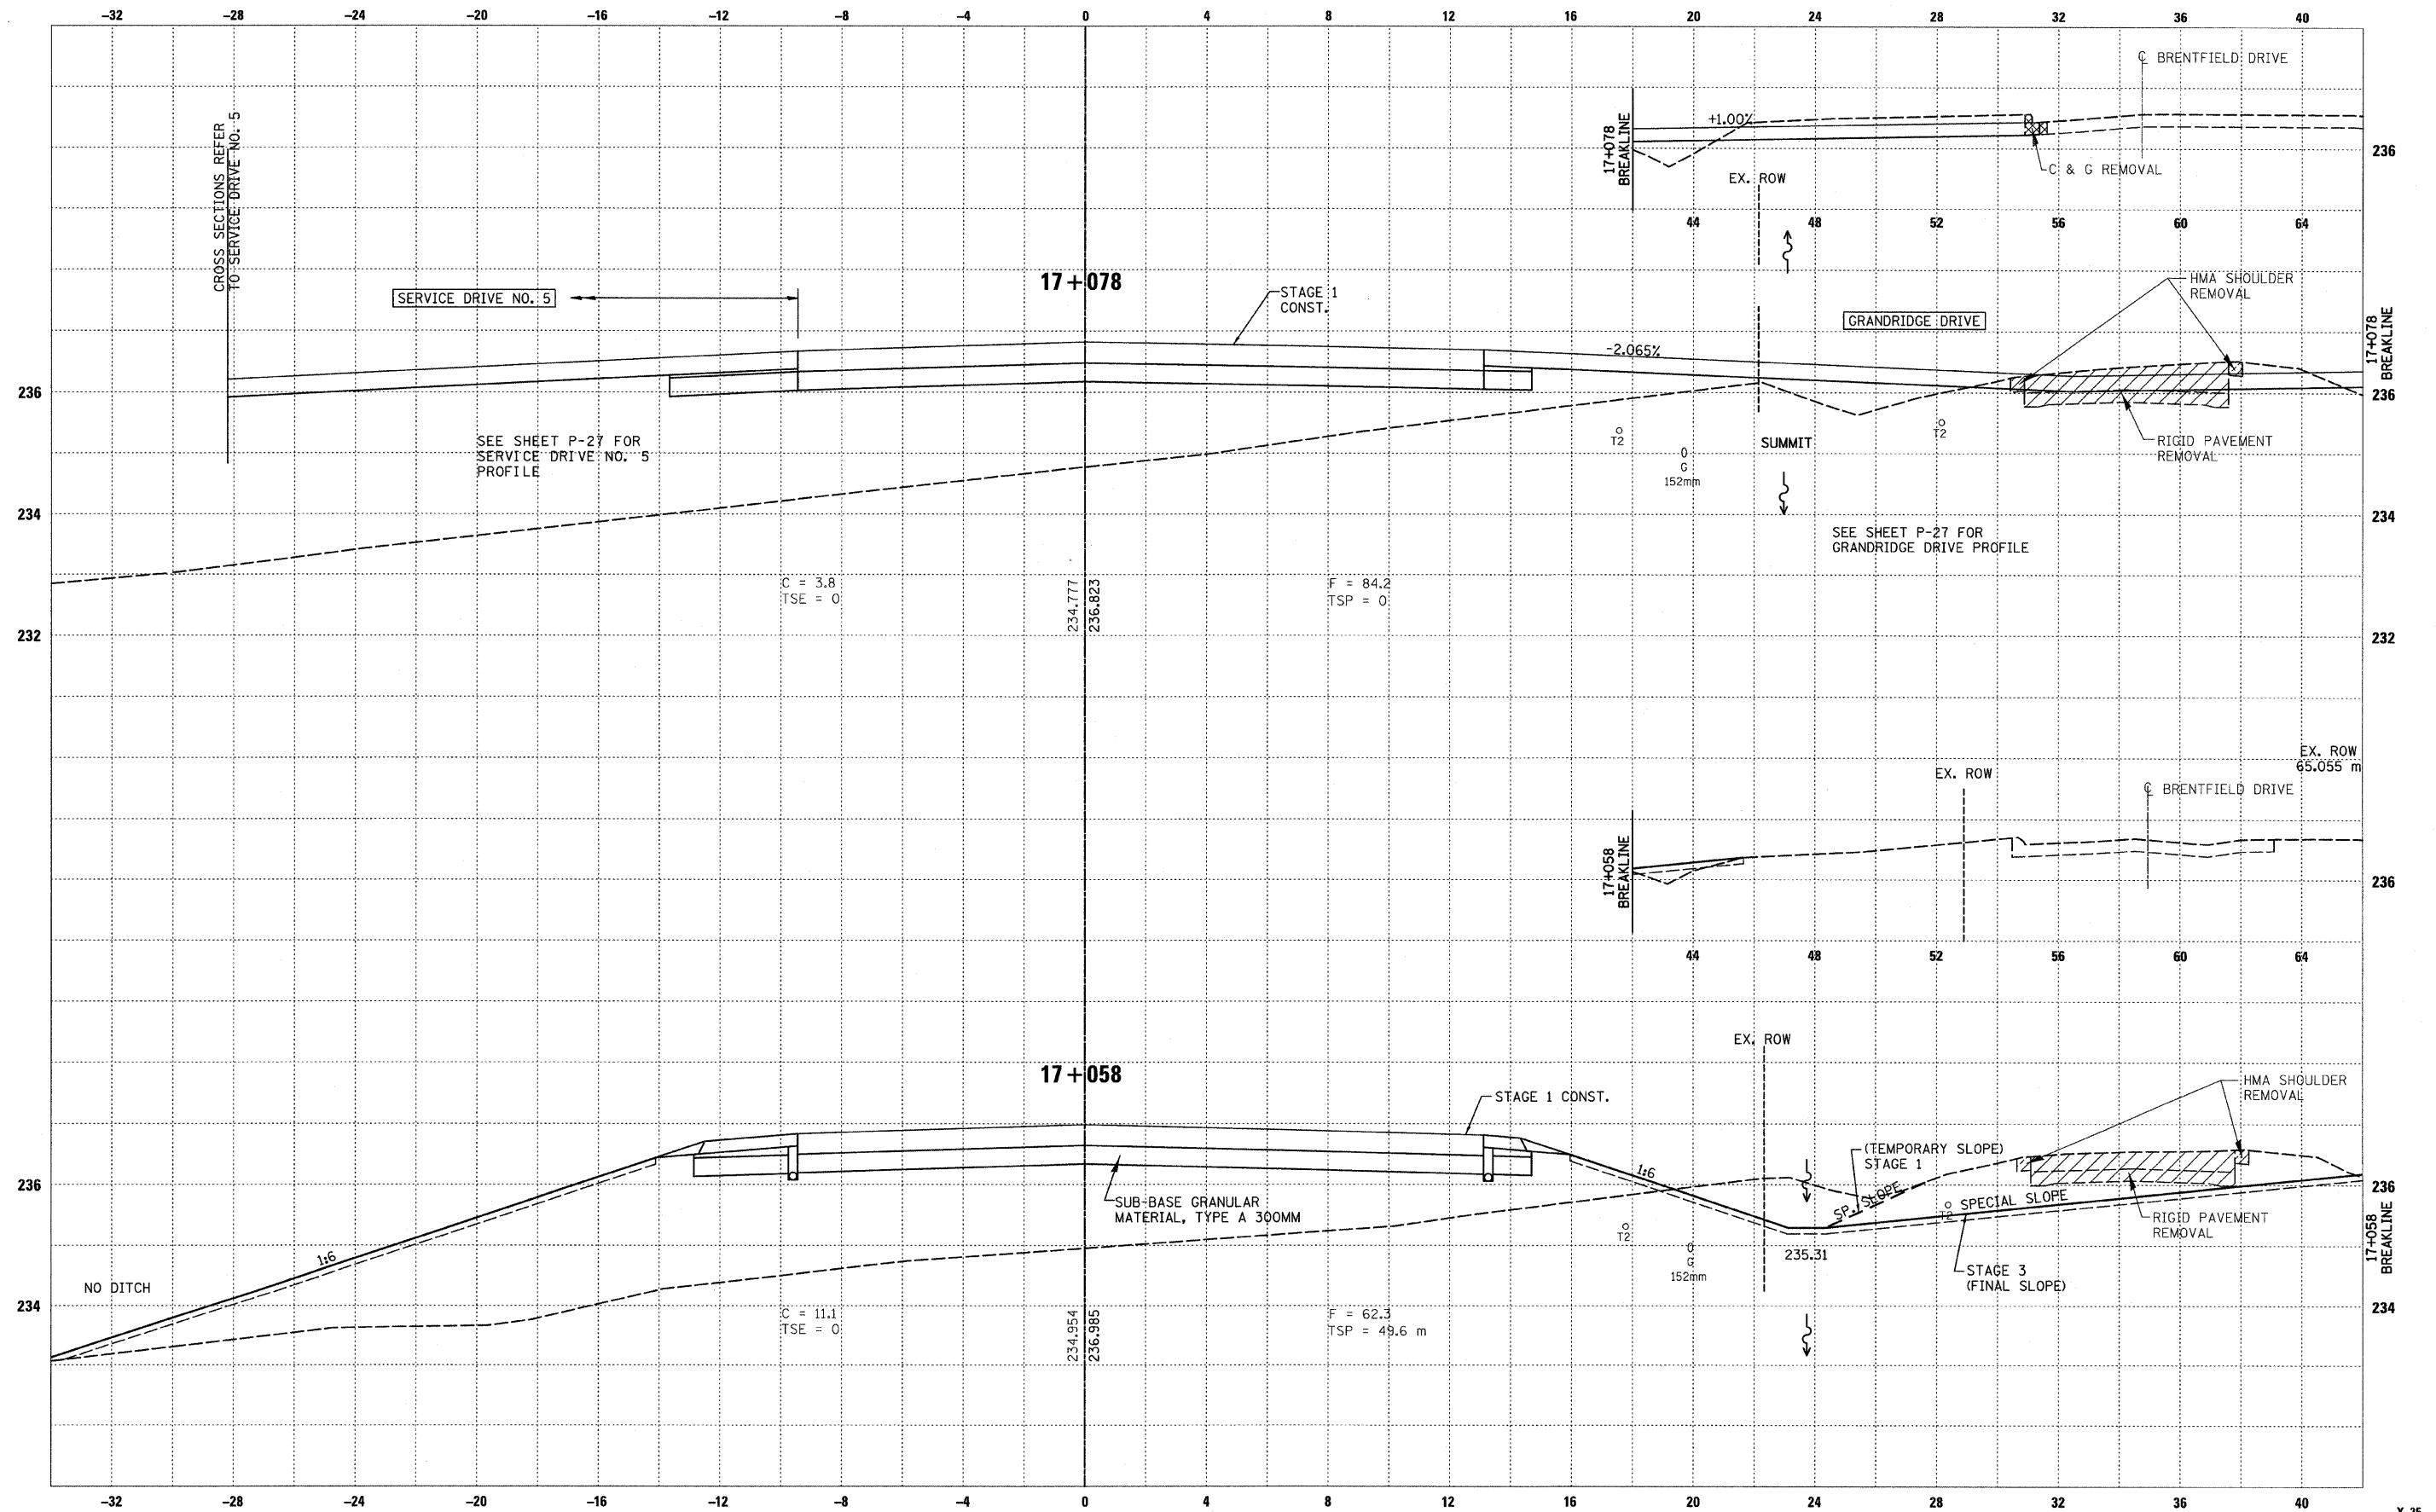 -32 -28 -24 -20 -16 -12 -8 -4 0 4 8 12 16 20 24 28 32 36 40
℄ BRENTFIELD DRIVE
CROSS SECTIONS REFER
TO SERVICE DRIVE NO. 5
17+078
BREAKLINE
+1.00%
236
C & G REMOVAL
EX. ROW
44 48 52 56 60 64
17+078
SERVICE DRIVE NO. 5
STAGE 1
CONST.
HMA SHOULDER
REMOVAL
GRANDRIDGE DRIVE
17+078
BREAKLINE
-2.065%
236
236
SEE SHEET P-27 FOR
SERVICE DRIVE NO. 5
PROFILE
T2
0
G
152mm
SUMMIT
T2
RIGID PAVEMENT
REMOVAL
234
234
SEE SHEET P-27 FOR
GRANDRIDGE DRIVE PROFILE
C = 3.8
TSE = 0
234.777
236.823
F = 84.2
TSP = 0
232
232
EX. ROW
65.055 m
EX. ROW
℄ BRENTFIELD DRIVE
17+058
BREAKLINE
236
44 48 52 56 60 64
17+058
EX. ROW
STAGE 1 CONST.
HMA SHOULDER
REMOVAL
(TEMPORARY SLOPE)
STAGE 1
1:6
236
236
SUB-BASE GRANULAR
MATERIAL, TYPE A 300MM
SP. SLOPE
SPECIAL SLOPE
T2
RIGID PAVEMENT
REMOVAL
17+058
BREAKLINE
T2
0
G
152mm
235.31
STAGE 3
(FINAL SLOPE)
1:6
NO DITCH
234
234
C = 11.1
TSE = 0
234.954
236.985
F = 62.3
TSP = 49.6 m
-32 -28 -24 -20 -16 -12 -8 -4 0 4 8 12 16 20 24 28 32 36 40